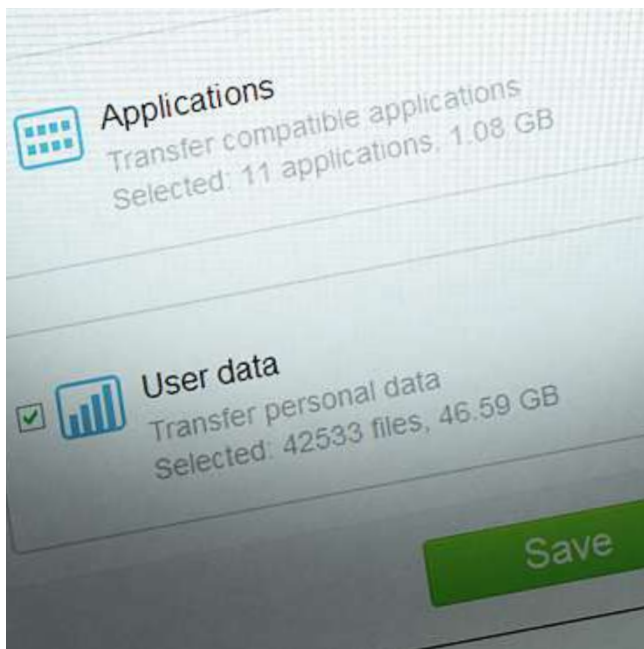 Applications
Transfer compatible applications
Selected: 11 applications, 1.08 GB
User data
Transfer personal data
Selected: 42533 files, 46.59 GB
Save